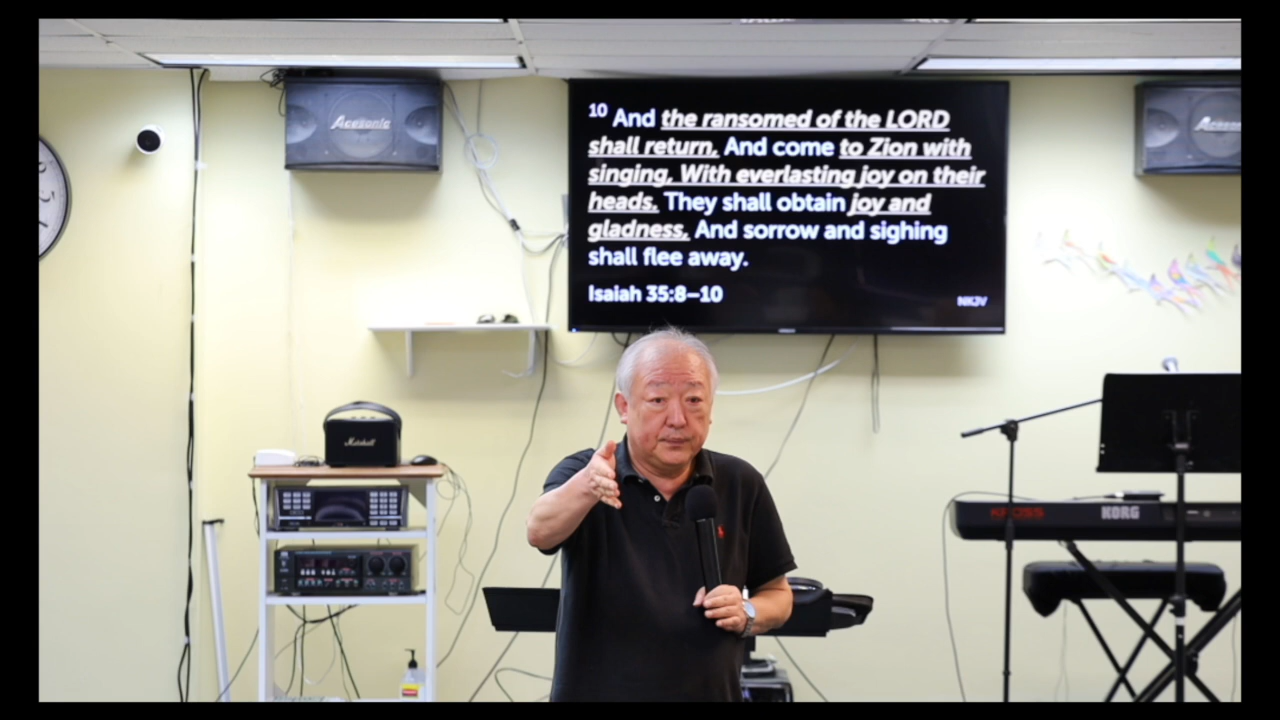 Acesonic
10 And the ransomed of the LORD
shall return, And come to Zion with
singing, With everlasting joy on their
heads. They shall obtain joy and
gladness, And sorrow and sighing
shall flee away.
Isaiah 35:8–10
NKJV
Marshall
KROSS
KORG